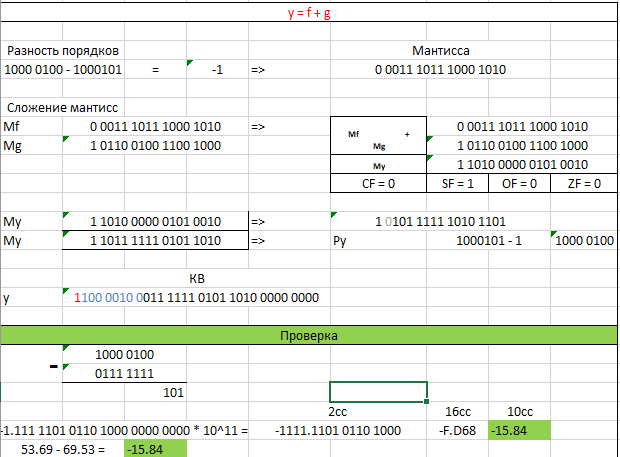 y = f + g
Разность порядков Мантисса
1000 0100 - 1000101 = -1 => 0 0011 1011 1000 1010
Сложение мантисс
Mf 0 0011 1011 1000 1010 => Mf + 0 0011 1011 1000 1010
Mg 1 0110 0100 1100 1000 Mg 1 0110 0100 1100 1000
My 1 1010 0000 0101 0010
CF = 0 SF = 1 OF = 0 ZF = 0
My 1 1010 0000 0101 0010 => 1 0101 1111 1010 1101
My 1 1011 1111 0101 1010 => Py 1000101 - 1 1000 0100
КВ
y 1100 0010 0011 1111 0101 1010 0000 0000
Проверка
1000 0100
- 0111 1111
101
2сс 16сс 10сс
-1.111 1101 0110 1000 0000 0000 * 10^11 = -1111.1101 0110 1000 -F.D68 -15.84
53.69 - 69.53 = -15.84